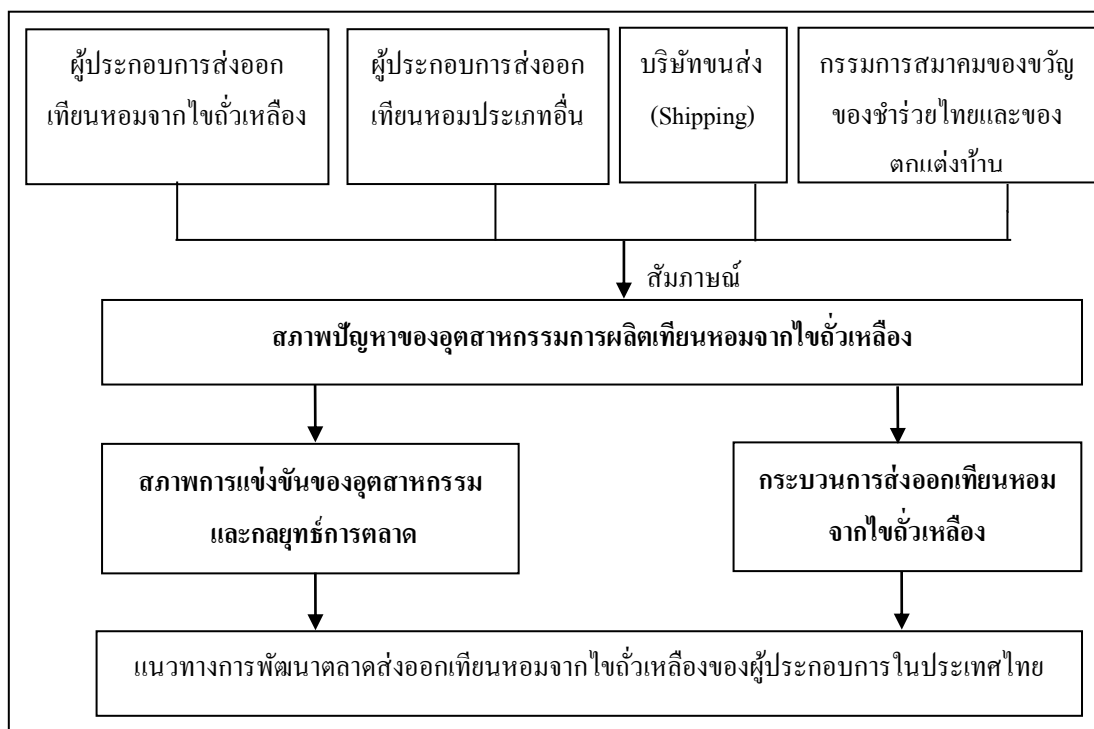 ผู้ประกอบการส่งออก
เทียนหอมจากไขถั่วเหลือง
ผู้ประกอบการส่งออก
เทียนหอมประเภทอื่น
บริษัทขนส่ง
(Shipping)
กรรมการสมาคมของขวัญ
ของชำร่วยไทยและของ
ตกแต่งบ้าน
สัมภาษณ์
สภาพปัญหาของอุตสาหกรรมการผลิตเทียนหอมจากไขถั่วเหลือง
สภาพการแข่งขันของอุตสาหกรรม
และกลยุทธ์การตลาด
กระบวนการส่งออกเทียนหอม
จากไขถั่วเหลือง
แนวทางการพัฒนาตลาดส่งออกเทียนหอมจากไขถั่วเหลืองของผู้ประกอบการในประเทศไทย